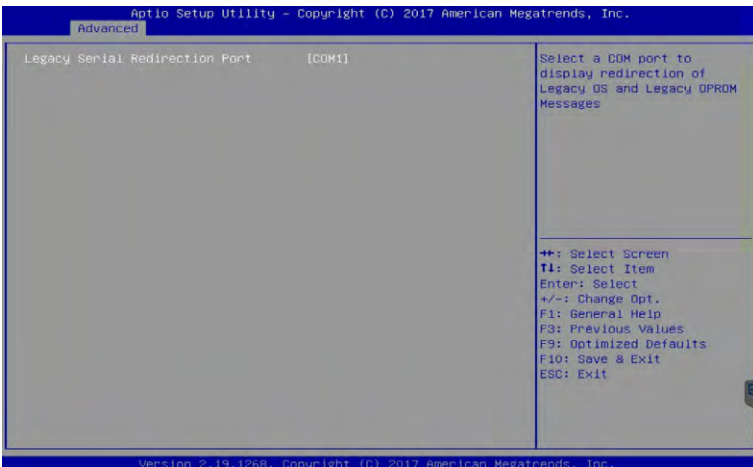 Aptio Setup Utility – Copyright (C) 2017 American Megatrends, Inc.
Advanced
Legacy Serial Redirection Port [COM1]
Select a COM port to
display redirection of
Legacy OS and Legacy OPROM
Messages
→←: Select Screen
↑↓: Select Item
Enter: Select
+/-: Change Opt.
F1: General Help
F3: Previous Values
F9: Optimized Defaults
F10: Save & Exit
ESC: Exit
Version 2.19.1268. Copyright (C) 2017 American Megatrends, Inc.